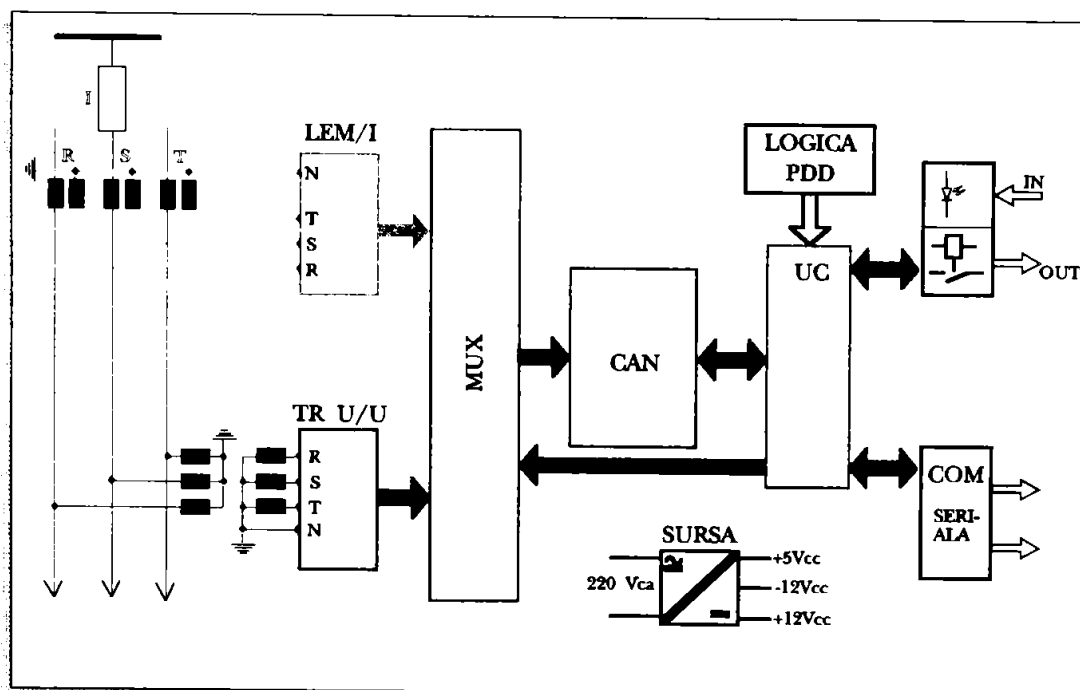 I
R S T
LEM/I
N
T
S
R
TR U/U
R
S
T
N
MUX
CAN
LOGICA
PDD
UC
IN
OUT
COM
SERI-
ALA
SURSA
220 Vca
+5Vcc
-12Vcc
+12Vcc